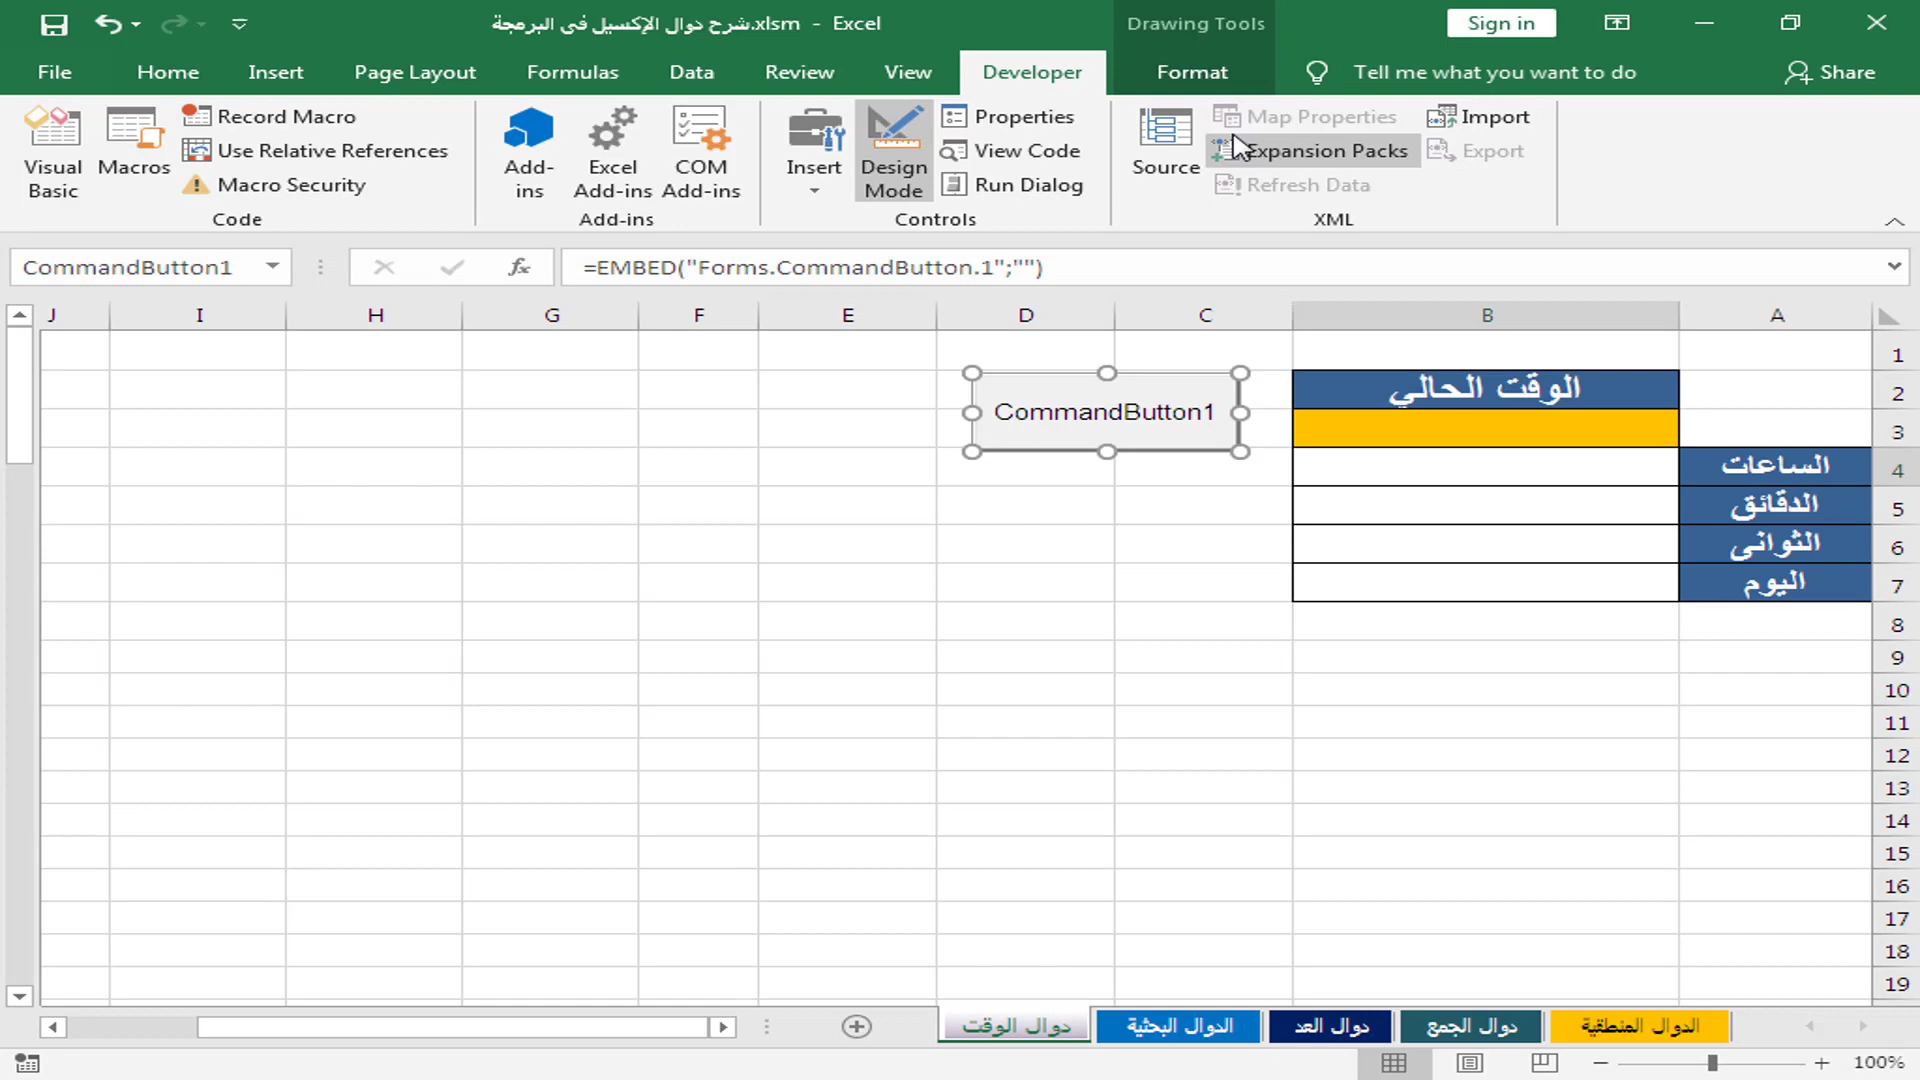 شرح دوال الإكسيل فى البرمجة.xlsm - Excel
Drawing Tools
Sign in
File
Home
Insert
Page Layout
Formulas
Data
Review
View
Developer
Format
Tell me what you want to do
Share
Visual Basic
Macros
Record Macro
Use Relative References
Macro Security
Code
Add-ins
Excel Add-ins
COM Add-ins
Add-ins
Insert
Design Mode
Properties
View Code
Run Dialog
Controls
Source
Map Properties
Expansion Packs
Refresh Data
Import
Export
XML
CommandButton1
fx
=EMBED("Forms.CommandButton.1";"")
J I H G F E D C B A
1
2
3
4
5
6
7
8
9
10
11
12
13
14
15
16
17
18
19
CommandButton1
الوقت الحالي
الساعات
الدقائق
الثوانى
اليوم
دوال الوقت
الدوال البحثية
دوال العد
دوال الجمع
الدوال المنطقية
100%